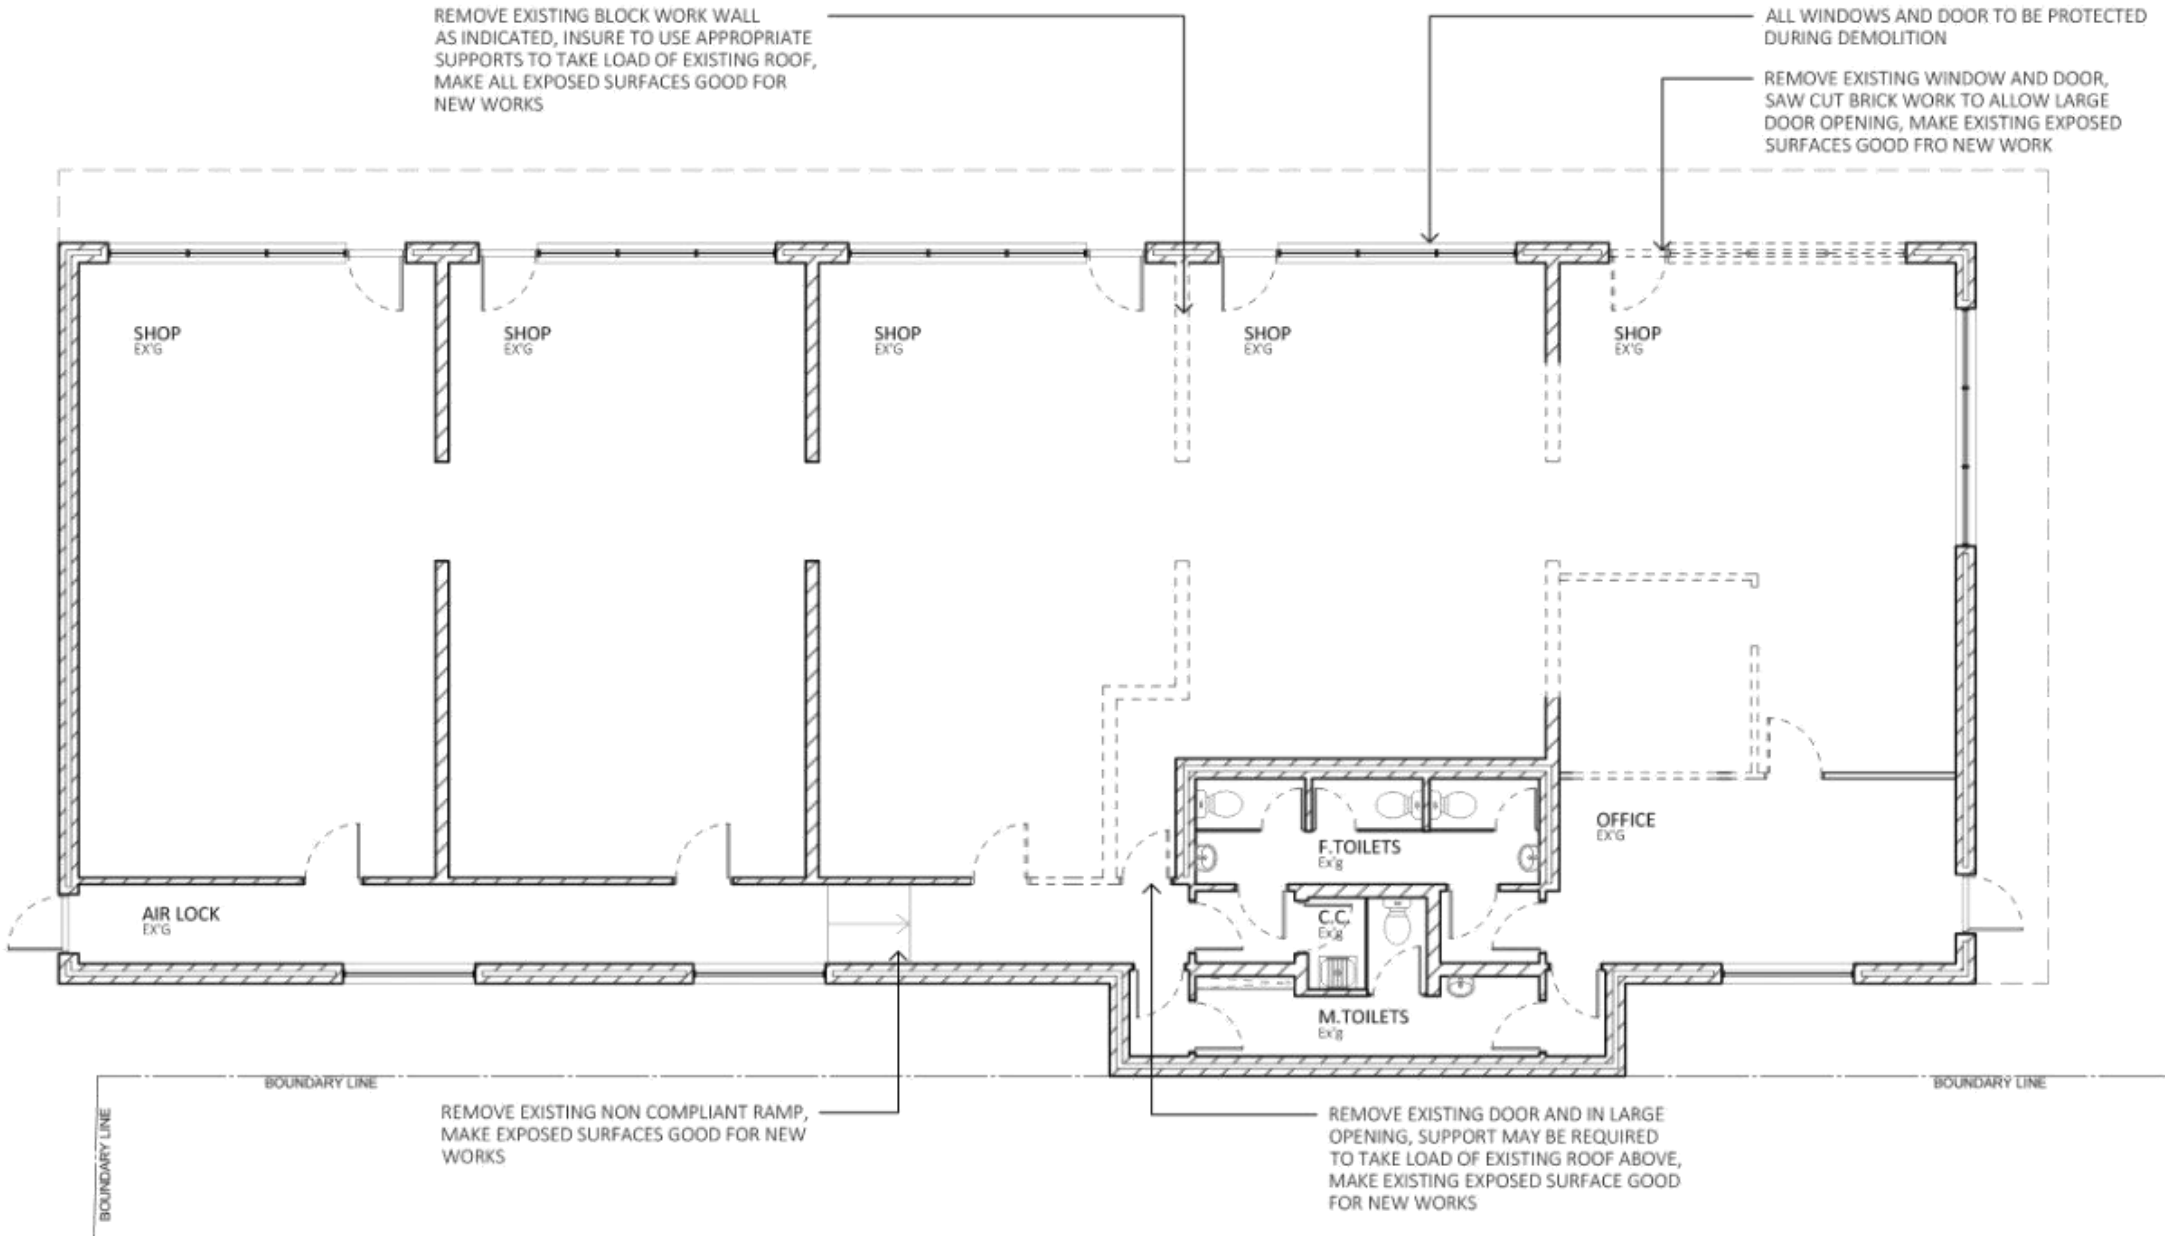 REMOVE EXISTING BLOCK WORK WALL
AS INDICATED, INSURE TO USE APPROPRIATE
SUPPORTS TO TAKE LOAD OF EXISTING ROOF,
MAKE ALL EXPOSED SURFACES GOOD FOR
NEW WORKS
ALL WINDOWS AND DOOR TO BE PROTECTED
DURING DEMOLITION
REMOVE EXISTING WINDOW AND DOOR,
SAW CUT BRICK WORK TO ALLOW LARGE
DOOR OPENING, MAKE EXISTING EXPOSED
SURFACES GOOD FRO NEW WORK
SHOP
EX'G
SHOP
EX'G
SHOP
EX'G
SHOP
EX'G
SHOP
EX'G
OFFICE
EX'G
F.TOILETS
Ex'g
AIR LOCK
EX'G
C.C.
Ex'g
M.TOILETS
Ex'g
BOUNDARY LINE
BOUNDARY LINE
BOUNDARY LINE
REMOVE EXISTING NON COMPLIANT RAMP,
MAKE EXPOSED SURFACES GOOD FOR NEW
WORKS
REMOVE EXISTING DOOR AND IN LARGE
OPENING, SUPPORT MAY BE REQUIRED
TO TAKE LOAD OF EXISTING ROOF ABOVE,
MAKE EXISTING EXPOSED SURFACE GOOD
FOR NEW WORKS